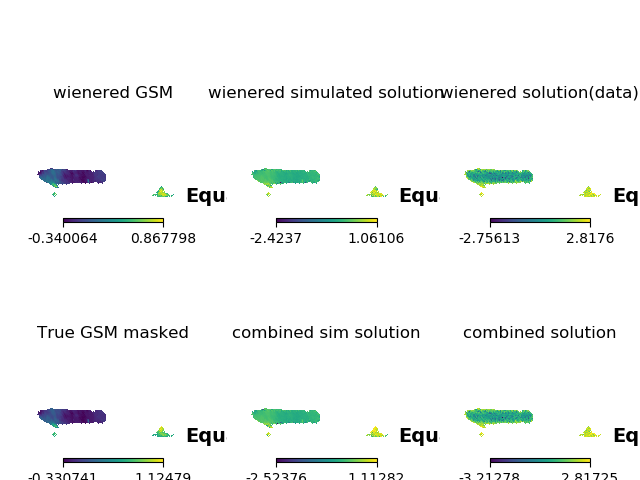 wienered GSM wienered simulated solution wienered solution(data)
Equ Equ Eq
-0.340064 0.867798 -2.4237 1.06106 -2.75613 2.8176
True GSM masked combined sim solution combined solution
Equ Equ Eq
-0.330741 1.12479 -2.52376 1.11282 -3.21278 2.81725